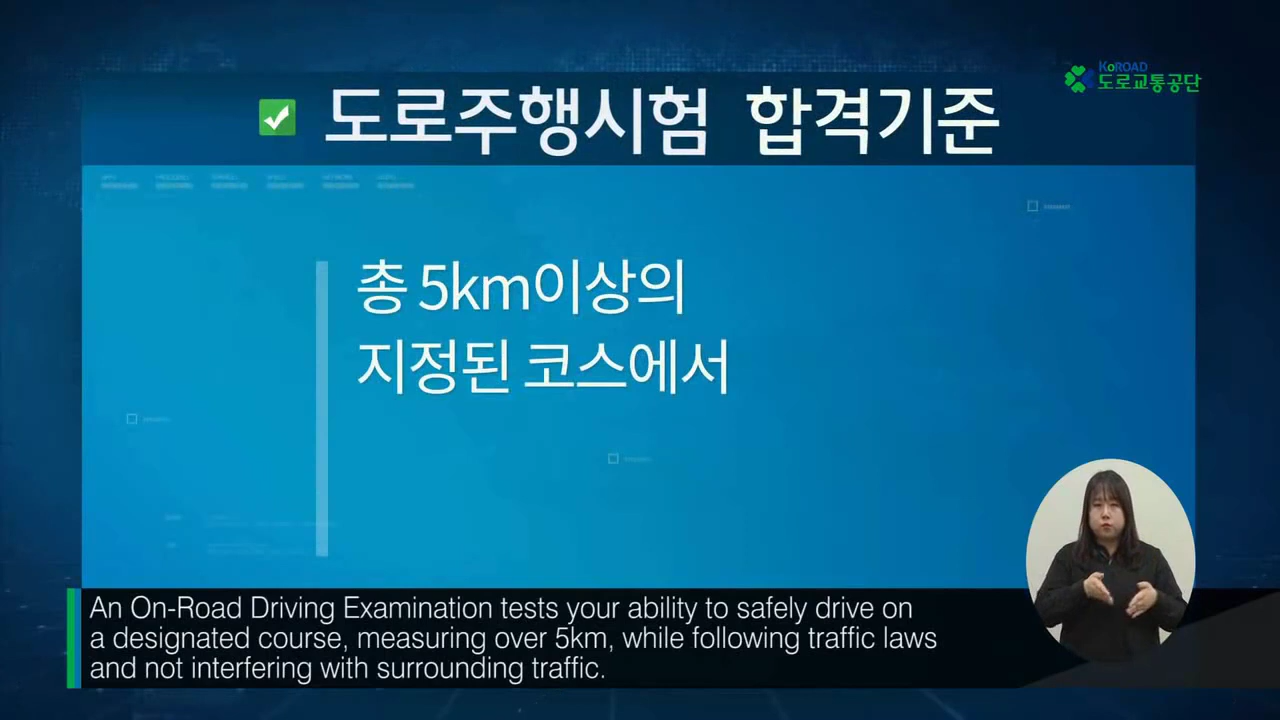 KoROAD
도로교통공단
도로주행시험 합격기준
총 5km이상의
지정된 코스에서
An On-Road Driving Examination tests your ability to safely drive on
a designated course, measuring over 5km, while following traffic laws
and not interfering with surrounding traffic.